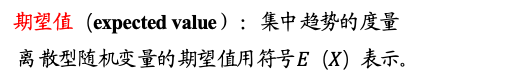 期望值（expected value）：集中趋势的度量
离散型随机变量的期望值用符号E（X）表示。